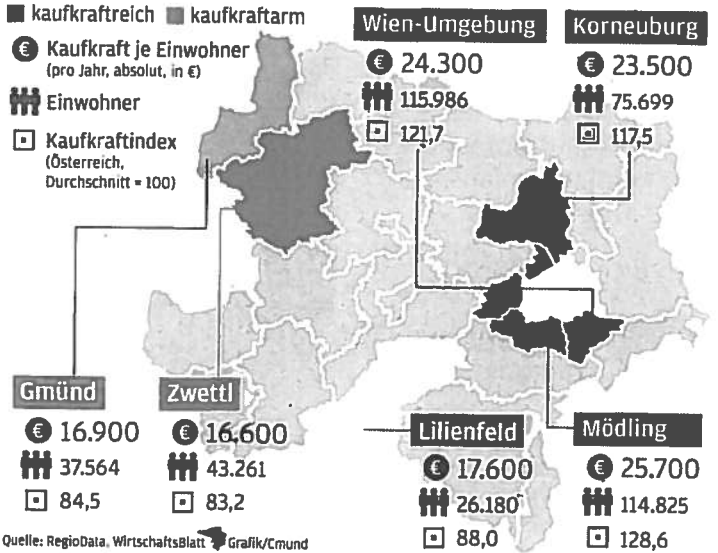 kaufkraftreich kaufkraftarm
€ Kaufkraft je Einwohner
(pro Jahr, absolut, in €)
Einwohner
Kaufkraftindex
(Österreich,
Durchschnitt = 100)
Wien-Umgebung
€ 24.300
115.986
121,7
Korneuburg
€ 23.500
75.699
117,5
Gmünd
€ 16.900
37.564
84,5
Zwettl
€ 16.600
43.261
83,2
Lilienfeld
€ 17.600
26.180
88,0
Mödling
€ 25.700
114.825
128,6
Quelle: RegioData, WirtschaftsBlatt Grafik/Cmund